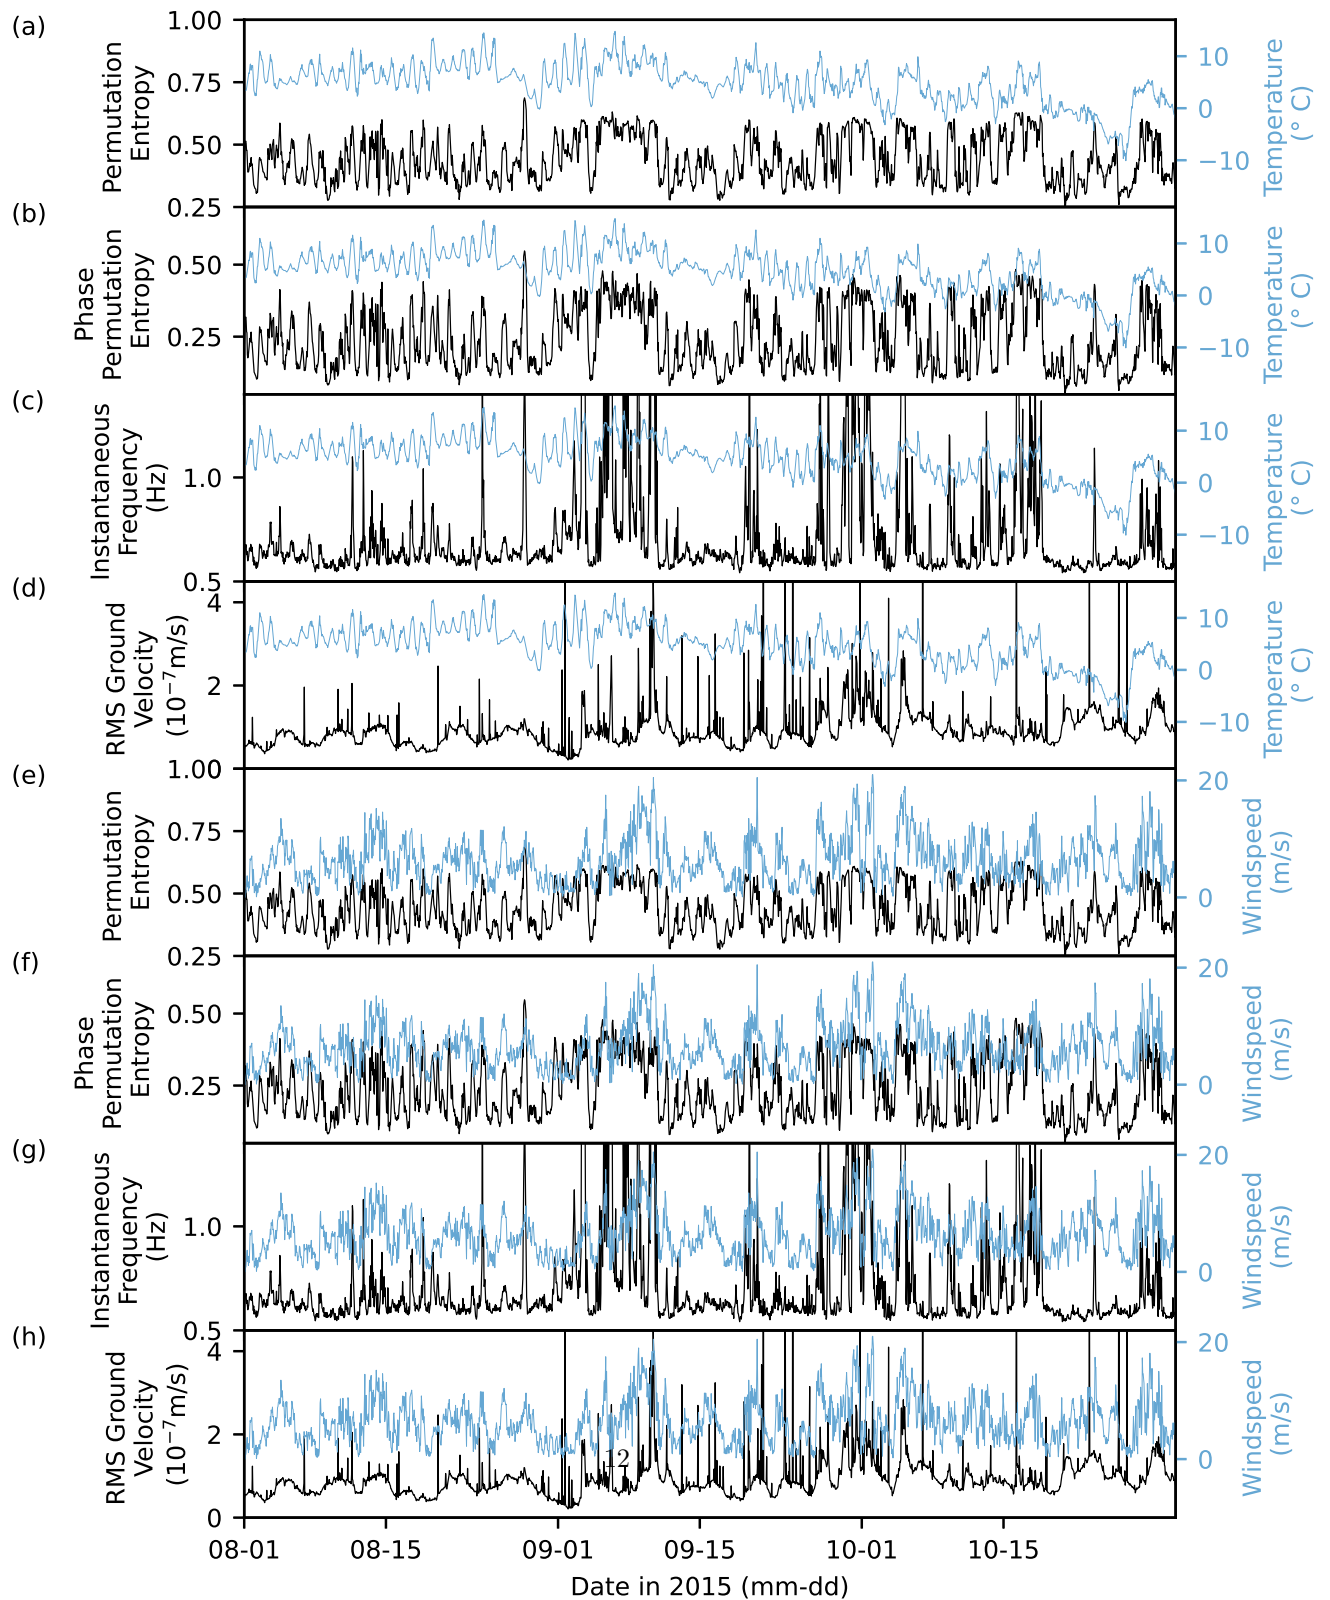 (a)
Permutation
Entropy
1.00
0.75
0.50
0.25
10
0
−10
Temperature
(° C)
(b)
Phase
Permutation
Entropy
0.50
0.25
10
0
−10
Temperature
(° C)
(c)
Instantaneous
Frequency
(Hz)
1.0
0.5
10
0
−10
Temperature
(° C)
(d)
RMS Ground
Velocity
(10⁻⁷m/s)
4
2
10
0
−10
Temperature
(° C)
(e)
Permutation
Entropy
1.00
0.75
0.50
0.25
20
0
Windspeed
(m/s)
(f)
Phase
Permutation
Entropy
0.50
0.25
20
0
Windspeed
(m/s)
(g)
Instantaneous
Frequency
(Hz)
1.0
0.5
20
0
Windspeed
(m/s)
(h)
RMS Ground
Velocity
(10⁻⁷m/s)
4
2
0
20
0
Windspeed
(m/s)
12
08-01 08-15 09-01 09-15 10-01 10-15
Date in 2015 (mm-dd)